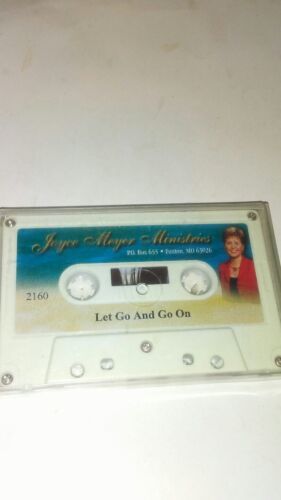 Joyce Meyer Ministries
P.O. Box 655 • Fenton, MO 63026
2160
Let Go And Go On